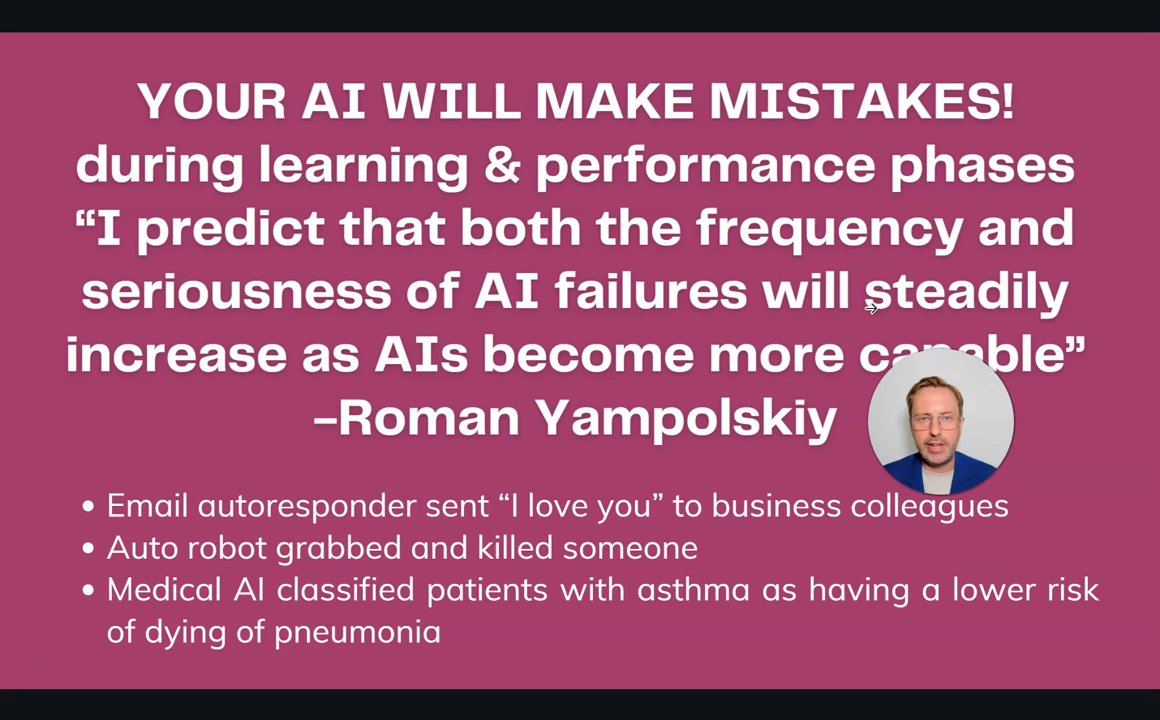 YOUR AI WILL MAKE MISTAKES!
during learning & performance phases
“I predict that both the frequency and
seriousness of AI failures will steadily
increase as AIs become more capable”
–Roman Yampolskiy
• Email autoresponder sent “I love you” to business colleagues
• Auto robot grabbed and killed someone
• Medical AI classified patients with asthma as having a lower risk
of dying of pneumonia